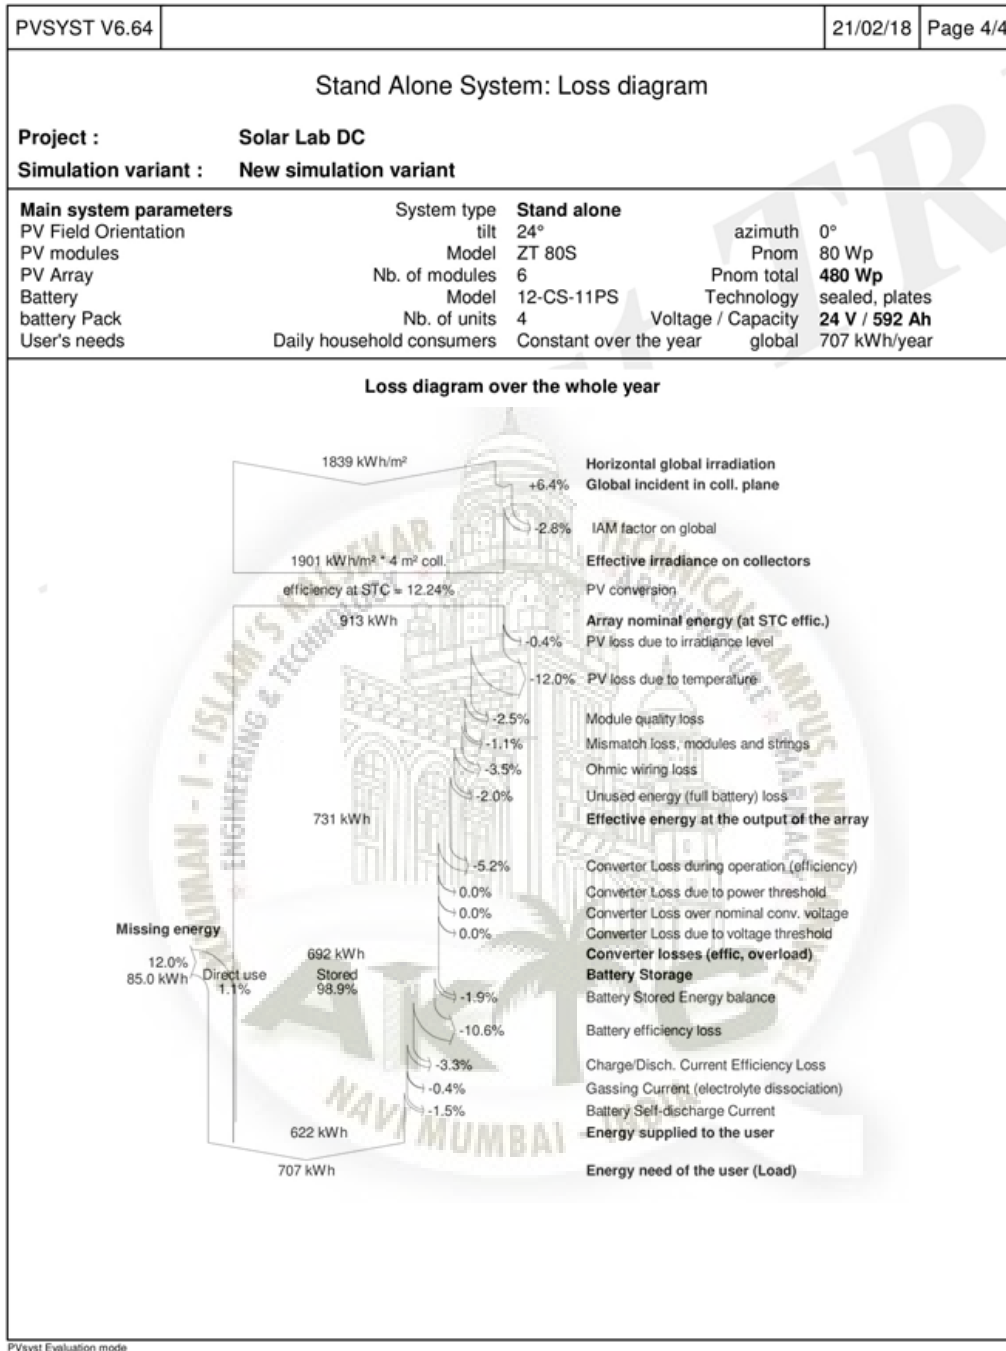 PVSYST V6.64 21/02/18 Page 4/4
Stand Alone System: Loss diagram
Project : Solar Lab DC
Simulation variant : New simulation variant
Main system parameters System type Stand alone
PV Field Orientation tilt 24° azimuth 0°
PV modules Model ZT 80S Pnom 80 Wp
PV Array Nb. of modules 6 Pnom total 480 Wp
Battery Model 12-CS-11PS Technology sealed, plates
battery Pack Nb. of units 4 Voltage / Capacity 24 V / 592 Ah
User's needs Daily household consumers Constant over the year global 707 kWh/year
Loss diagram over the whole year
1839 kWh/m² Horizontal global irradiation
+6.4% Global incident in coll. plane
-2.8% IAM factor on global
1901 kWh/m² * 4 m² coll. Effective irradiance on collectors
efficiency at STC = 12.24% PV conversion
913 kWh Array nominal energy (at STC effic.)
-0.4% PV loss due to irradiance level
-12.0% PV loss due to temperature
-2.5% Module quality loss
-1.1% Mismatch loss, modules and strings
-3.5% Ohmic wiring loss
-2.0% Unused energy (full battery) loss
731 kWh Effective energy at the output of the array
-5.2% Converter Loss during operation (efficiency)
0.0% Converter Loss due to power threshold
0.0% Converter Loss over nominal conv. voltage
0.0% Converter Loss due to voltage threshold
Missing energy
692 kWh Converter losses (effic, overload)
12.0% Direct use Stored Battery Storage
85.0 kWh 1.1% 98.9%
-1.9% Battery Stored Energy balance
-10.6% Battery efficiency loss
-3.3% Charge/Disch. Current Efficiency Loss
-0.4% Gassing Current (electrolyte dissociation)
-1.5% Battery Self-discharge Current
622 kWh Energy supplied to the user
707 kWh Energy need of the user (Load)
PVsyst Evaluation mode
AKTC
NAVI MUMBAI - INDIA
ENGINEERING & TECHNOLOGY